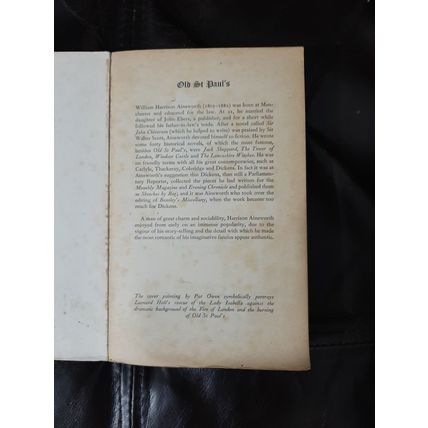 Old St Paul's
William Harrison Ainsworth (1805–1882) was born at Man-
chester and educated for the law. At 21, he married the
daughter of John Ebers, a publisher, and for a short while
followed his father-in-law's trade. After a novel called Sir
John Chiverton (which he helped to write) was praised by Sir
Walter Scott, Ainsworth devoted himself to fiction. He wrote
some forty historical novels, of which the most famous,
besides Old St Paul's, were Jack Sheppard, The Tower of
London, Windsor Castle and The Lancashire Witches. He was
on friendly terms with all his great contemporaries, such as
Carlyle, Thackeray, Coleridge and Dickens. In fact it was at
Ainsworth's suggestion that Dickens, then still a Parliament-
ary Reporter, collected the pieces he had written for the
Monthly Magazine and Evening Chronicle and published them
as Sketches by Boz; and it was Ainsworth who took over the
editing of Bentley's Miscellany, when the work became too
much for Dickens.
A man of great charm and sociability, Harrison Ainsworth
enjoyed from early on an immense popularity, due to the
vigour of his story-telling and the detail with which he made
the most romantic of his imaginative fancies appear authentic.
The cover painting by Pat Owen symbolically portrays
Leonard Holt's rescue of the Lady Isabella against the
dramatic background of the Fire of London and the burning
of Old St Paul's